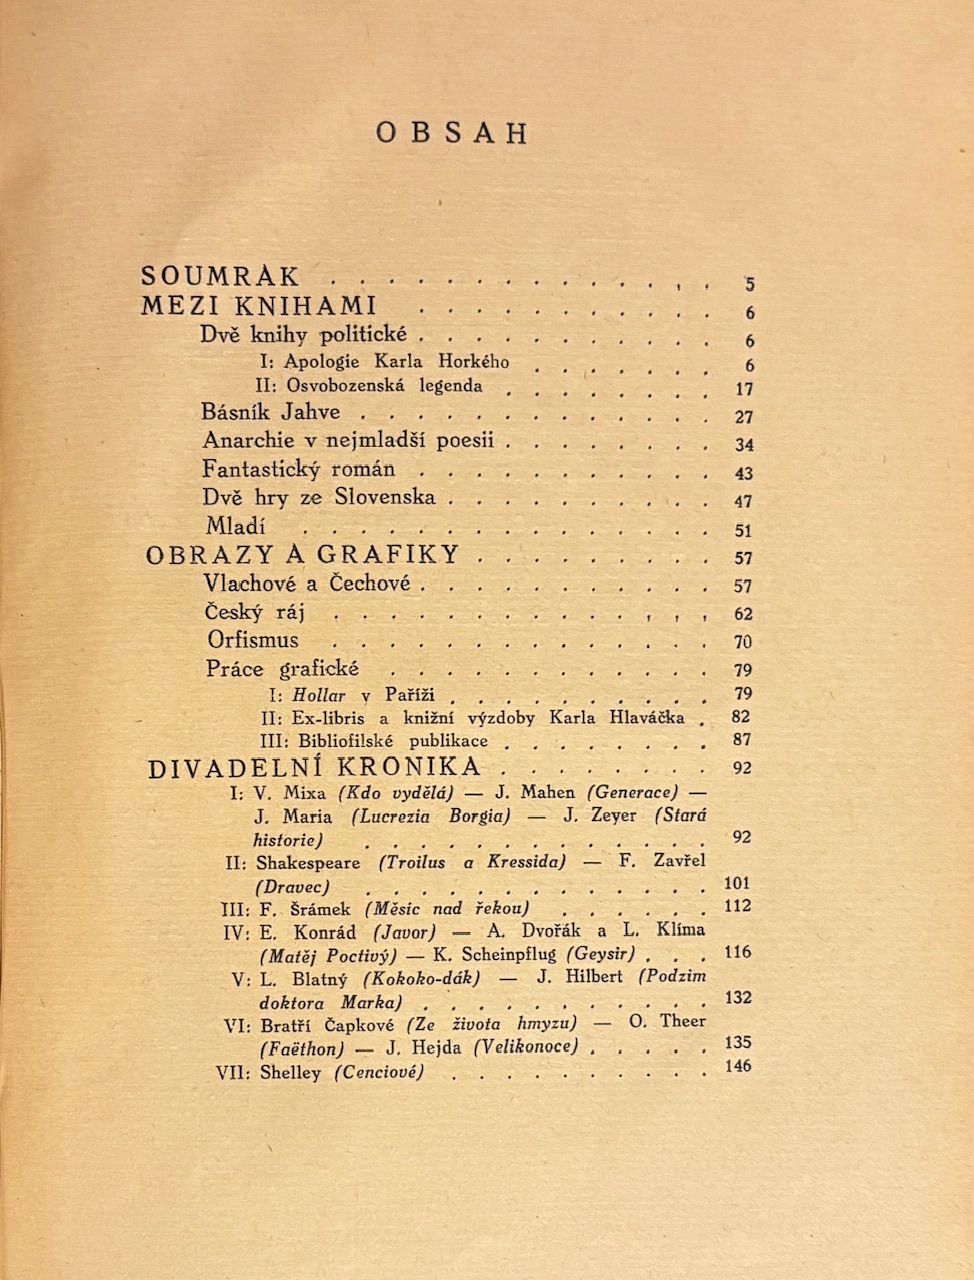 OBSAH
SOUMRAK . . . . . . . . . . . . . . 5
MEZI KNIHAMI . . . . . . . . . . . 6
Dvě knihy politické . . . . . . . . . . . 6
I: Apologie Karla Horkého . . . . . . . 6
II: Osvobozenská legenda . . . . . . . . 17
Básník Jahve . . . . . . . . . . . . . 27
Anarchie v nejmladší poesii . . . . . . . . 34
Fantastický román . . . . . . . . . . . 43
Dvě hry ze Slovenska . . . . . . . . . . 47
Mladí . . . . . . . . . . . . . . . 51
OBRAZY A GRAFIKY . . . . . . . . . 57
Vlachové a Čechové . . . . . . . . . . . 57
Český ráj . . . . . . . . . . . . . . 62
Orfismus . . . . . . . . . . . . . . 70
Práce grafické . . . . . . . . . . . . 79
I: Hollar v Paříži . . . . . . . . . . 79
II: Ex-libris a knižní výzdoby Karla Hlaváčka . 82
III: Bibliofilské publikace . . . . . . . . 87
DIVADELNÍ KRONIKA . . . . . . . . 92
I: V. Mixa (Kdo vydělá) — J. Mahen (Generace) —
J. Maria (Lucrezia Borgia) — J. Zeyer (Stará
historie) . . . . . . . . . . . . 92
II: Shakespeare (Troilus a Kressida) — F. Zavřel
(Dravec) . . . . . . . . . . . . 101
III: F. Šrámek (Měsíc nad řekou) . . . . . 112
IV: E. Konrád (Javor) — A. Dvořák a L. Klíma
(Matěj Poctivý) — K. Scheinpflug (Geysir) . . . 116
V: L. Blatný (Kokoko-dák) — J. Hilbert (Podzim
doktora Marka) . . . . . . . . . . 132
VI: Bratří Čapkové (Ze života hmyzu) — O. Theer
(Faëthon) — J. Hejda (Velikonoce) . . . . . 135
VII: Shelley (Cenciové) . . . . . . . . . . 146